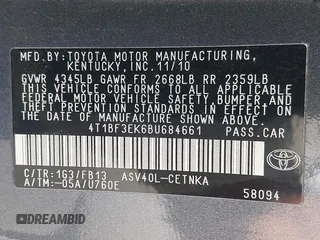 MFD.BY:TOYOTA MOTOR MANUFACTURING,
KENTUCKY,INC.11/10
GVWR 4345LB GAWR FR 2668LB RR 2359LB
THIS VEHICLE CONFORMS TO ALL APPLICABLE
FEDERAL MOTOR VEHICLE SAFETY, BUMPER, AND
THEFT PREVENTION STANDARDS IN EFFECT ON
THE DATE OF MANUFACTURE SHOWN ABOVE.
4T1BF3EK6BU684661 PASS.CAR
C/TR:1G3/FB13 ASV40L-CETNKA
A/TM:-05A/U760E
TOYOTA
58094
DREAMBID